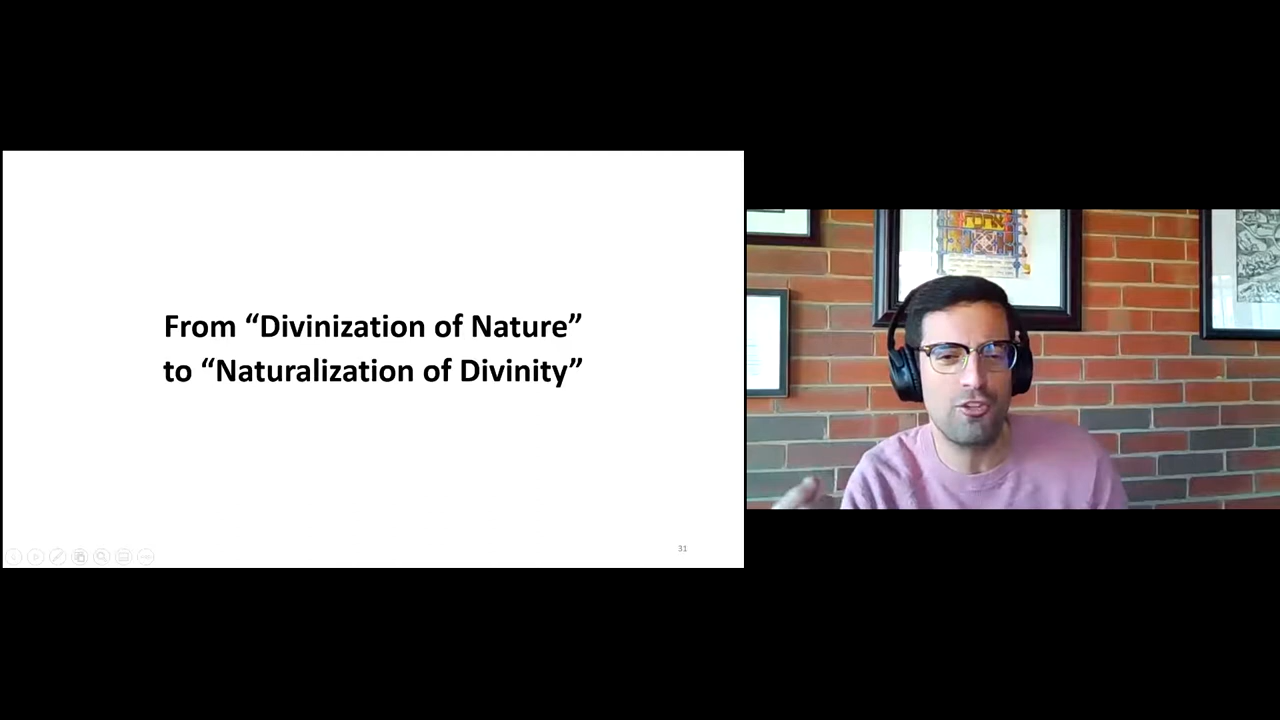 From “Divinization of Nature”
to “Naturalization of Divinity”
31